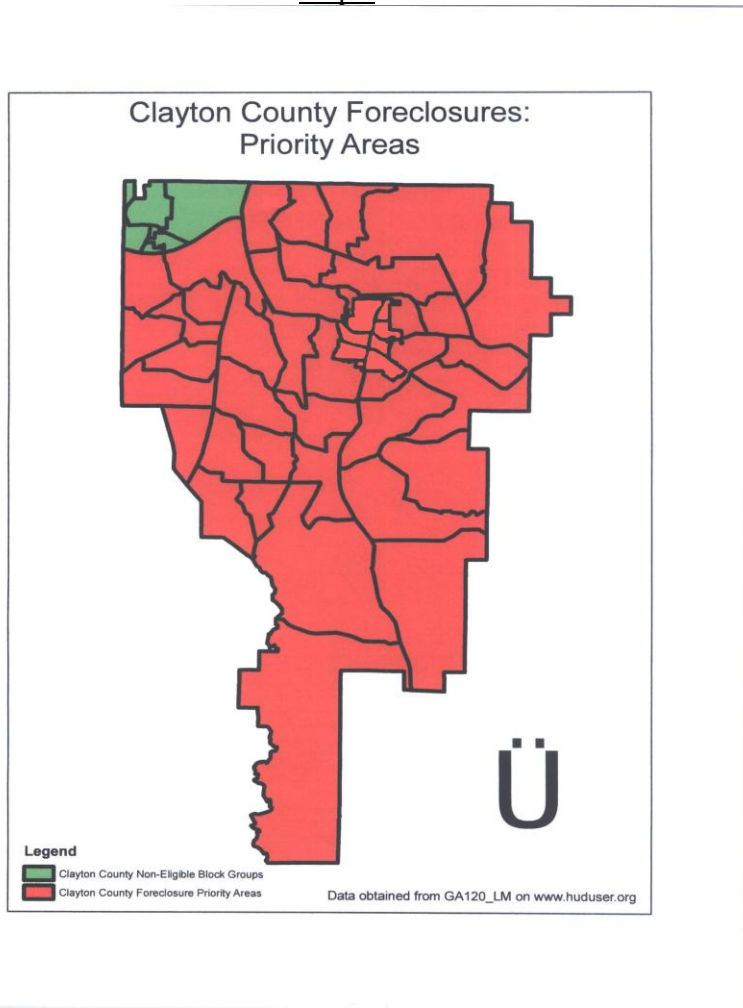 Clayton County Foreclosures:
Priority Areas
Ü
Legend
Clayton County Non-Eligible Block Groups
Clayton County Foreclosure Priority Areas
Data obtained from GA120_LM on www.huduser.org